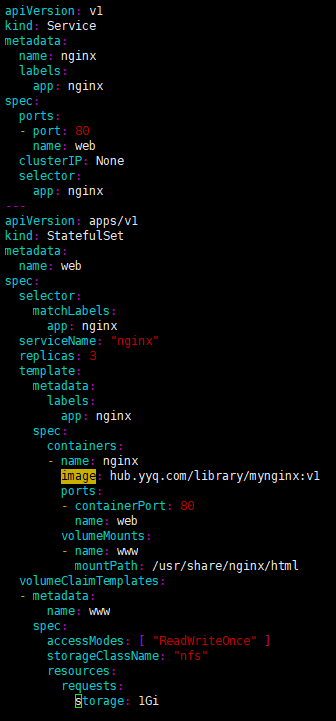 apiVersion: v1
kind: Service
metadata:
  name: nginx
  labels:
    app: nginx
spec:
  ports:
  - port: 80
    name: web
  clusterIP: None
  selector:
    app: nginx
---
apiVersion: apps/v1
kind: StatefulSet
metadata:
  name: web
spec:
  selector:
    matchLabels:
      app: nginx
  serviceName: "nginx"
  replicas: 3
  template:
    metadata:
      labels:
        app: nginx
    spec:
      containers:
      - name: nginx
        image: hub.yyq.com/library/mynginx:v1
        ports:
        - containerPort: 80
          name: web
        volumeMounts:
        - name: www
          mountPath: /usr/share/nginx/html
  volumeClaimTemplates:
  - metadata:
      name: www
    spec:
      accessModes: [ "ReadWriteOnce" ]
      storageClassName: "nfs"
      resources:
        requests:
          storage: 1Gi